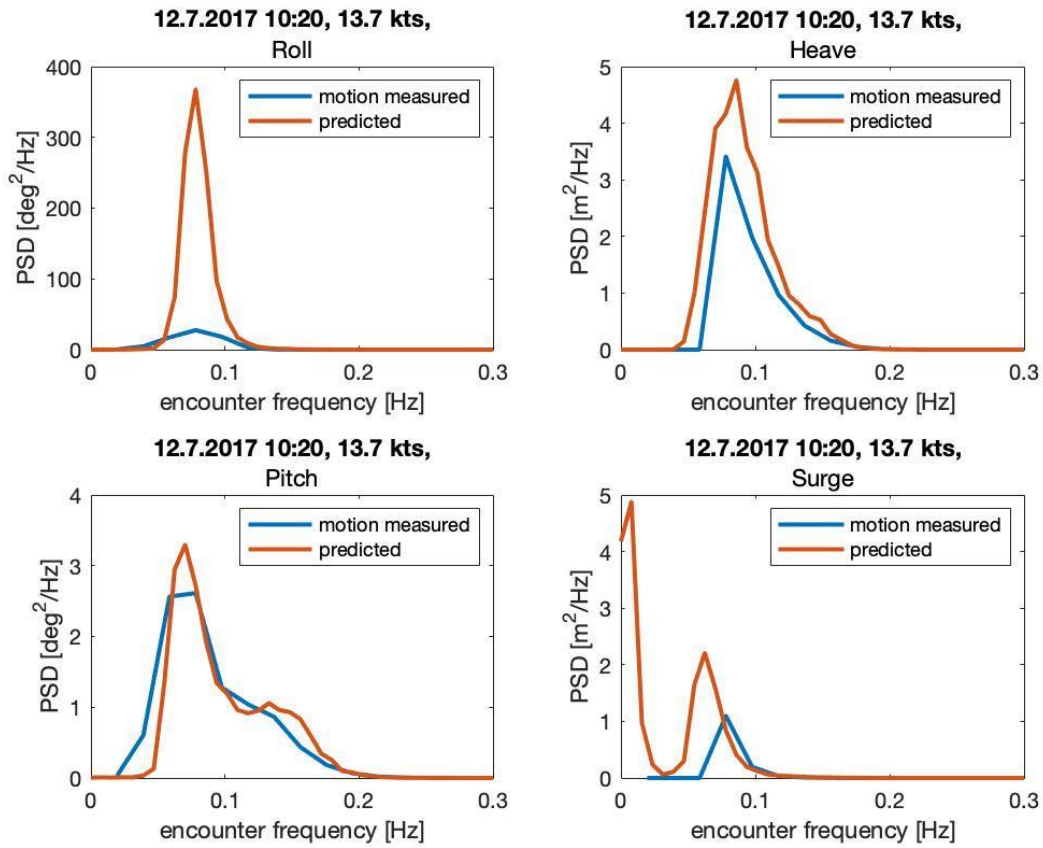 12.7.2017 10:20, 13.7 kts,
Roll
400
300
200
100
0
PSD [deg²/Hz]
motion measured
predicted
0 0.1 0.2 0.3
encounter frequency [Hz]
12.7.2017 10:20, 13.7 kts,
Heave
5
4
3
2
1
0
PSD [m²/Hz]
motion measured
predicted
0 0.1 0.2 0.3
encounter frequency [Hz]
12.7.2017 10:20, 13.7 kts,
Pitch
4
3
2
1
0
PSD [deg²/Hz]
motion measured
predicted
0 0.1 0.2 0.3
encounter frequency [Hz]
12.7.2017 10:20, 13.7 kts,
Surge
5
4
3
2
1
0
PSD [m²/Hz]
motion measured
predicted
0 0.1 0.2 0.3
encounter frequency [Hz]